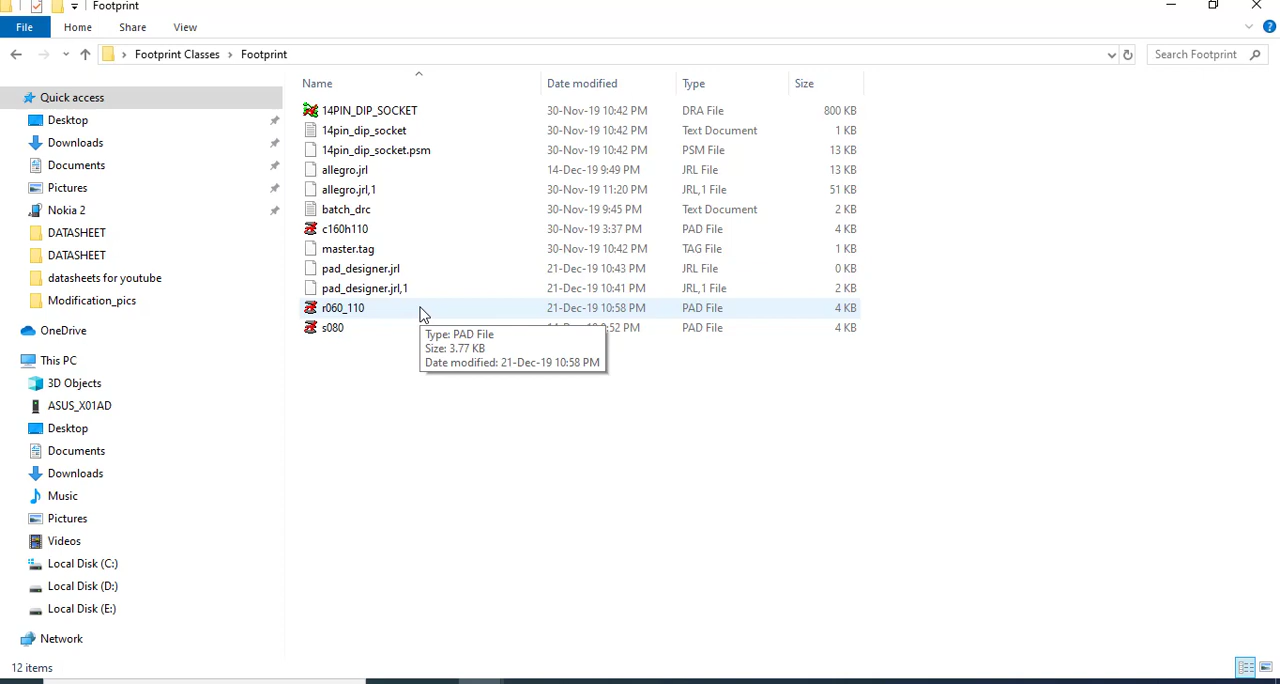 Footprint
File Home Share View
Footprint Classes › Footprint Search Footprint
Name Date modified Type Size
Quick access
Desktop
Downloads
Documents
Pictures
Nokia 2
DATASHEET
DATASHEET
datasheets for youtube
Modification_pics
OneDrive
This PC
3D Objects
ASUS_X01AD
Desktop
Documents
Downloads
Music
Pictures
Videos
Local Disk (C:)
Local Disk (D:)
Local Disk (E:)
Network
14PIN_DIP_SOCKET 30-Nov-19 10:42 PM DRA File 800 KB
14pin_dip_socket 30-Nov-19 10:42 PM Text Document 1 KB
14pin_dip_socket.psm 30-Nov-19 10:42 PM PSM File 13 KB
allegro.jrl 14-Dec-19 9:49 PM JRL File 13 KB
allegro.jrl,1 30-Nov-19 11:20 PM JRL,1 File 51 KB
batch_drc 30-Nov-19 9:45 PM Text Document 2 KB
c160h110 30-Nov-19 3:37 PM PAD File 4 KB
master.tag 30-Nov-19 10:42 PM TAG File 1 KB
pad_designer.jrl 21-Dec-19 10:43 PM JRL File 0 KB
pad_designer.jrl,1 21-Dec-19 10:41 PM JRL,1 File 2 KB
r060_110 21-Dec-19 10:58 PM PAD File 4 KB
s080 :52 PM PAD File 4 KB
Type: PAD File
Size: 3.77 KB
Date modified: 21-Dec-19 10:58 PM
12 items